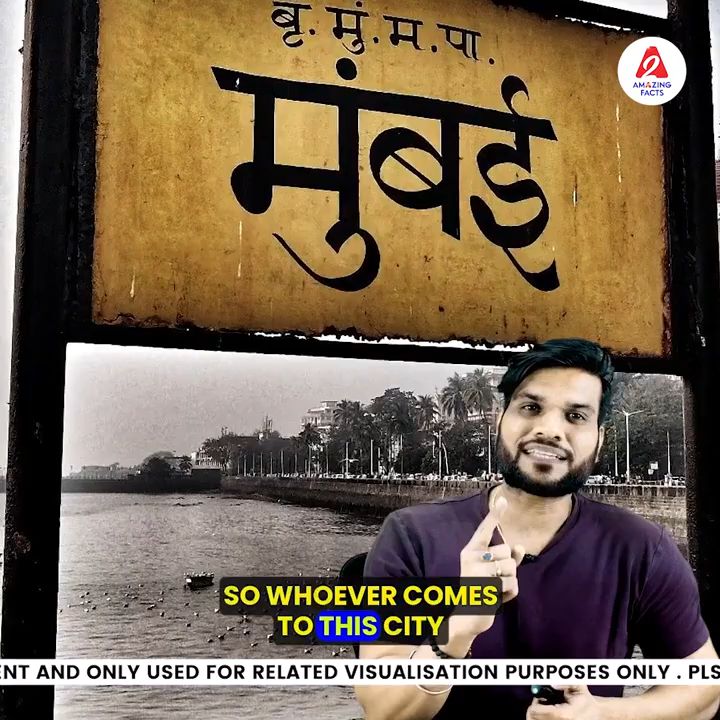 बृ.मुं.म.पा.
मुंबई
2
AMAZING
FACTS
SO WHOEVER COMES
TO THIS CITY
ENT AND ONLY USED FOR RELATED VISUALISATION PURPOSES ONLY . PLS